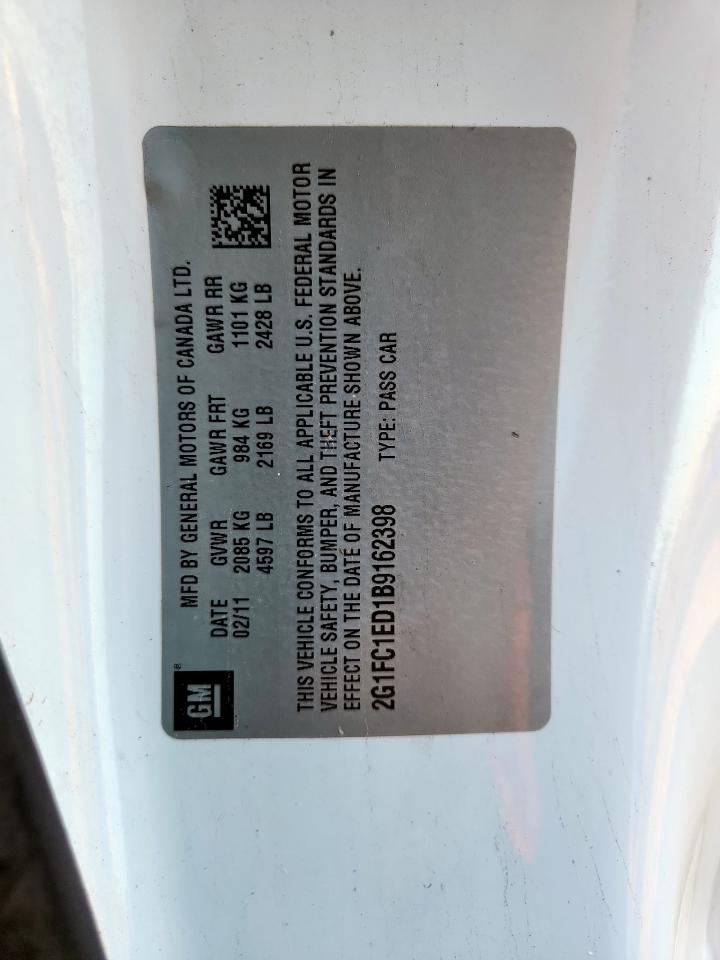 GM®
MFD BY GENERAL MOTORS OF CANADA LTD.
DATE GVWR GAWR FRT GAWR RR
02/11 2085 KG 984 KG 1101 KG
4597 LB 2169 LB 2428 LB
THIS VEHICLE CONFORMS TO ALL APPLICABLE U.S. FEDERAL MOTOR
VEHICLE SAFETY, BUMPER, AND THEFT PREVENTION STANDARDS IN
EFFECT ON THE DATE OF MANUFACTURE SHOWN ABOVE.
2G1FC1ED1B9162398 TYPE: PASS CAR